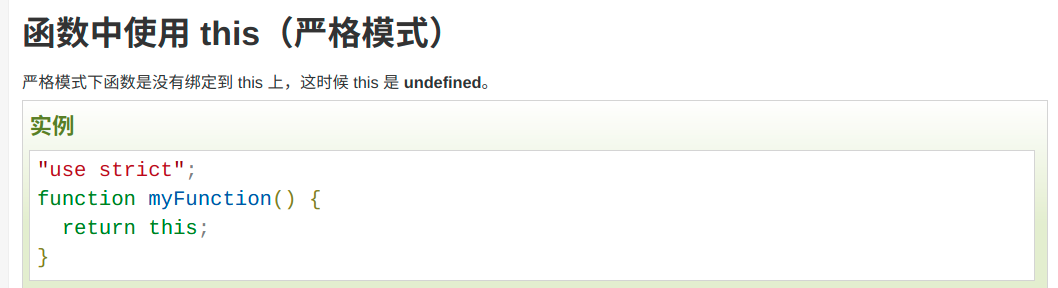 函数中使用 this（严格模式）
严格模式下函数是没有绑定到 this 上，这时候 this 是 undefined。
实例
"use strict";
function myFunction() {
  return this;
}